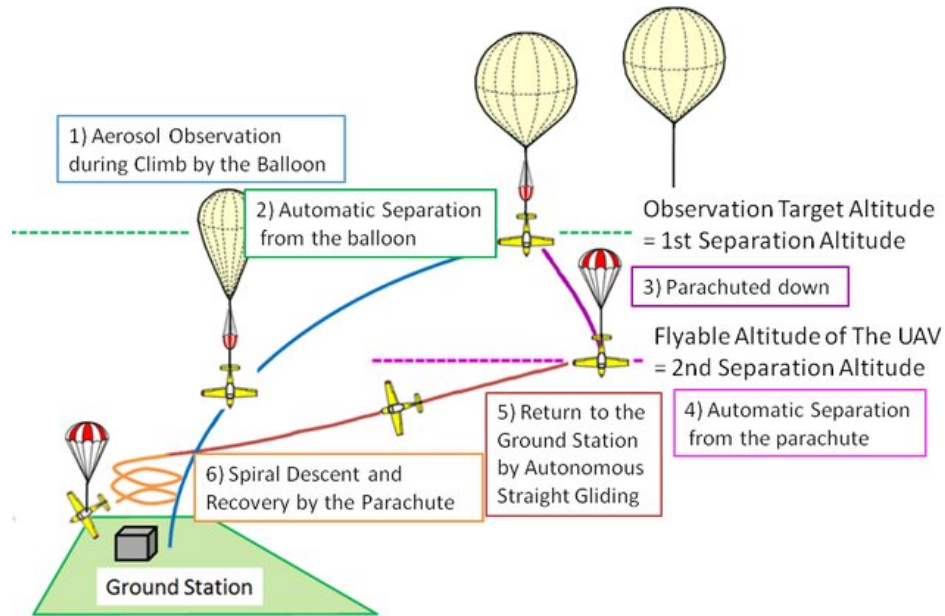 1) Aerosol Observation
during Climb by the Balloon
2) Automatic Separation
from the balloon
Observation Target Altitude
= 1st Separation Altitude
3) Parachuted down
Flyable Altitude of The UAV
= 2nd Separation Altitude
4) Automatic Separation
from the parachute
5) Return to the
Ground Station
by Autonomous
Straight Gliding
6) Spiral Descent and
Recovery by the Parachute
Ground Station